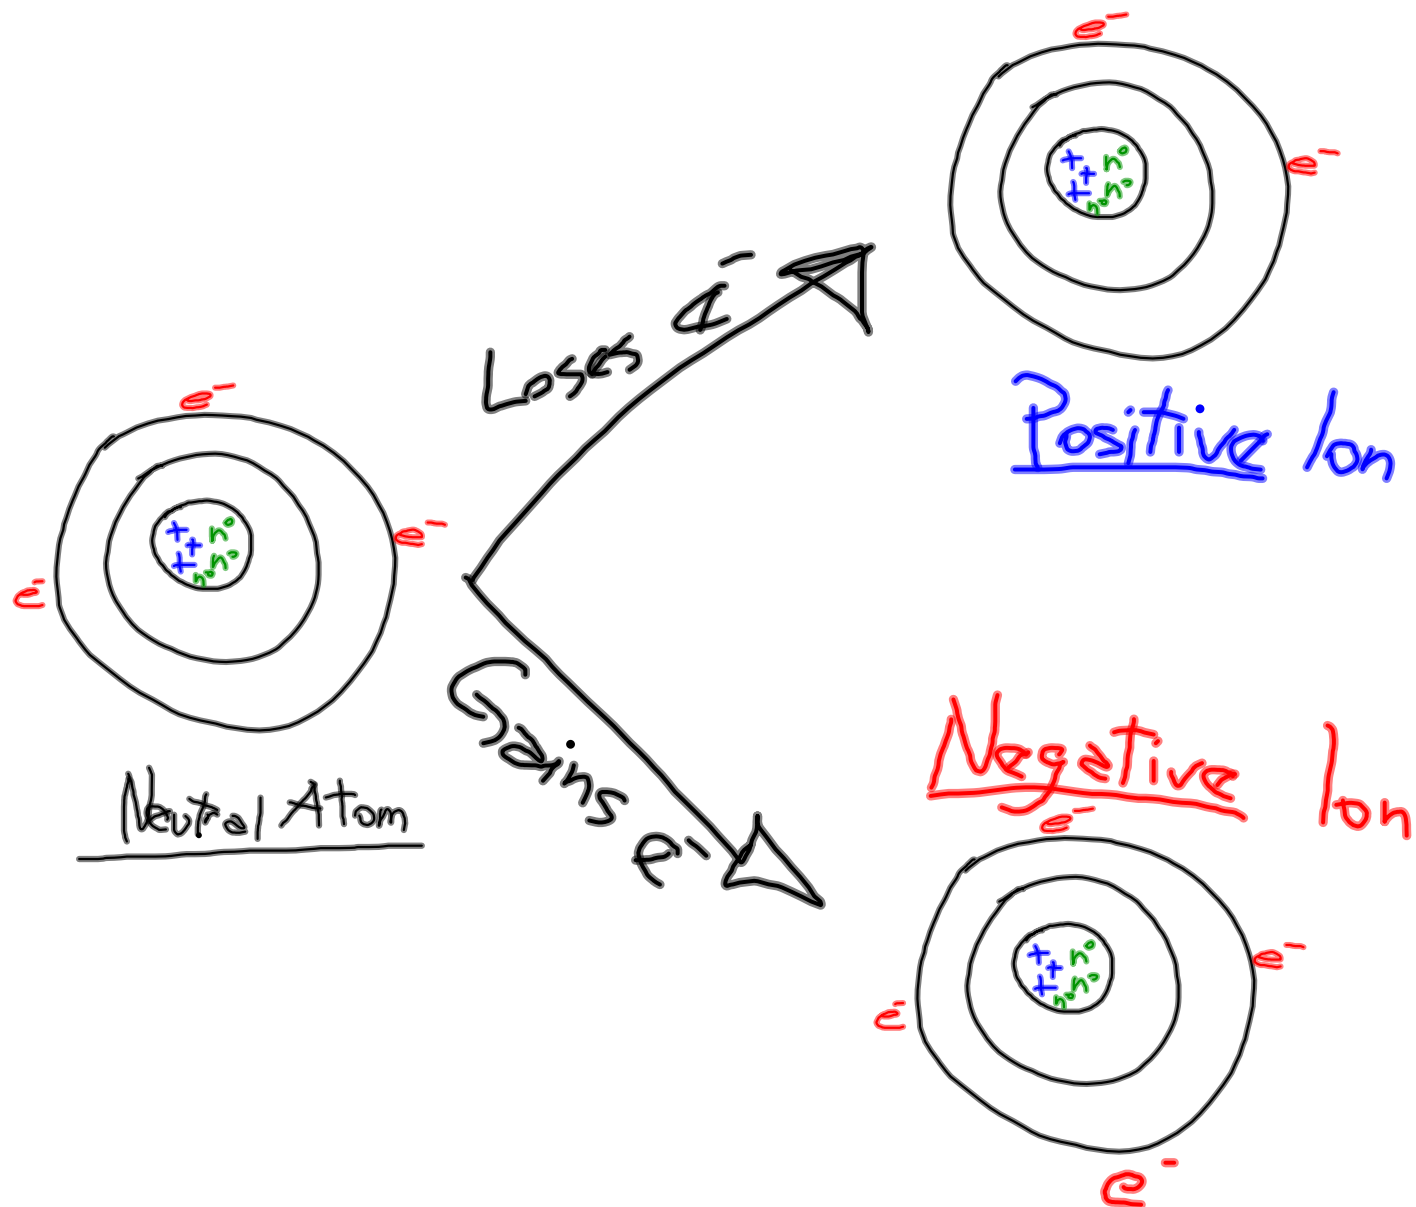 e⁻
e⁻
+ n°
+
+ n°
n°
Positive Ion
Loses e⁻
e⁻
e⁻
e⁻
+ n°
+
+ n°
n°
Neutral Atom
Gains e⁻
Negative Ion
e⁻
e⁻
e⁻
+ n°
+
+ n°
n°
e⁻